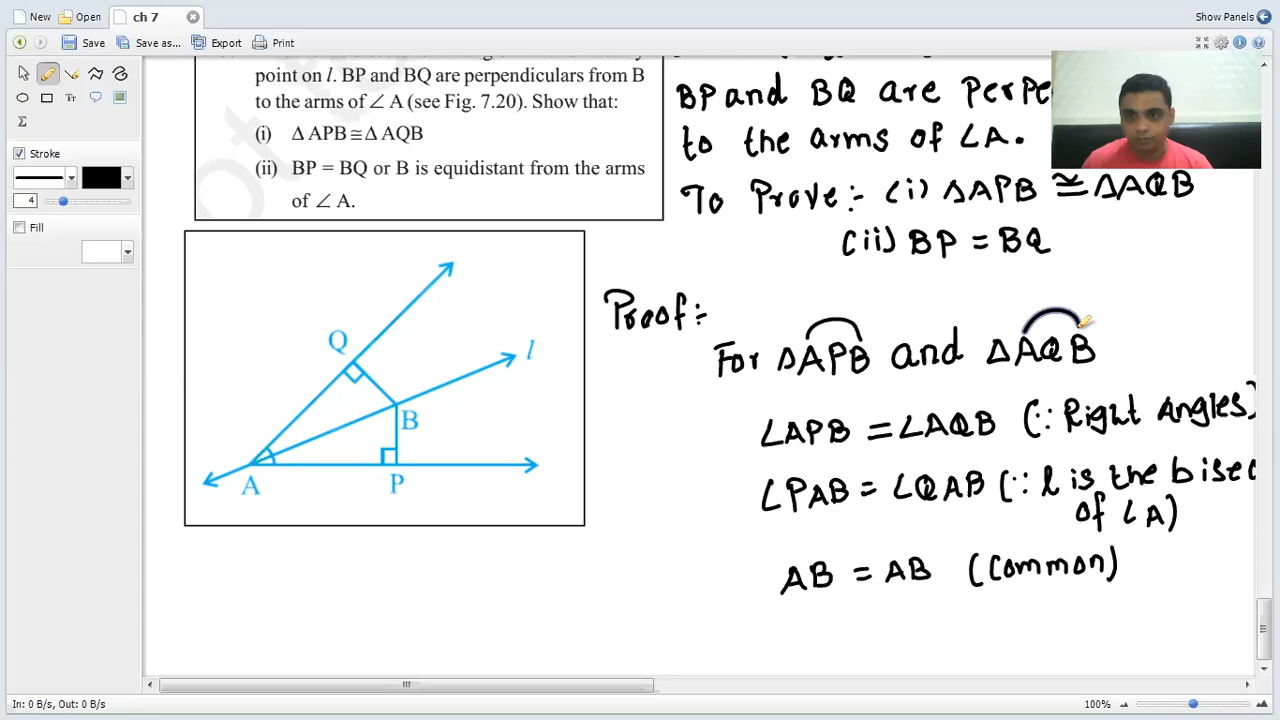 New Open ch 7 Show Panels
Save Save as... Export Print
Stroke
4
Fill
point on l. BP and BQ are perpendiculars from B
to the arms of ∠ A (see Fig. 7.20). Show that:
(i) Δ APB ≅ Δ AQB
(ii) BP = BQ or B is equidistant from the arms
of ∠ A.
Q
l
B
A
P
BP and BQ are
to the arms of ∠A.
To Prove :- (i) ΔAPB ≅ ΔAQB
(ii) BP = BQ
Proof :-
For ΔAPB and ΔAQB
∠APB = ∠AQB (∵ Right Angles)
∠PAB = ∠QAB (∵ l is the
of ∠A)
AB = AB (Common)
In: 0 B/s, Out: 0 B/s
100%